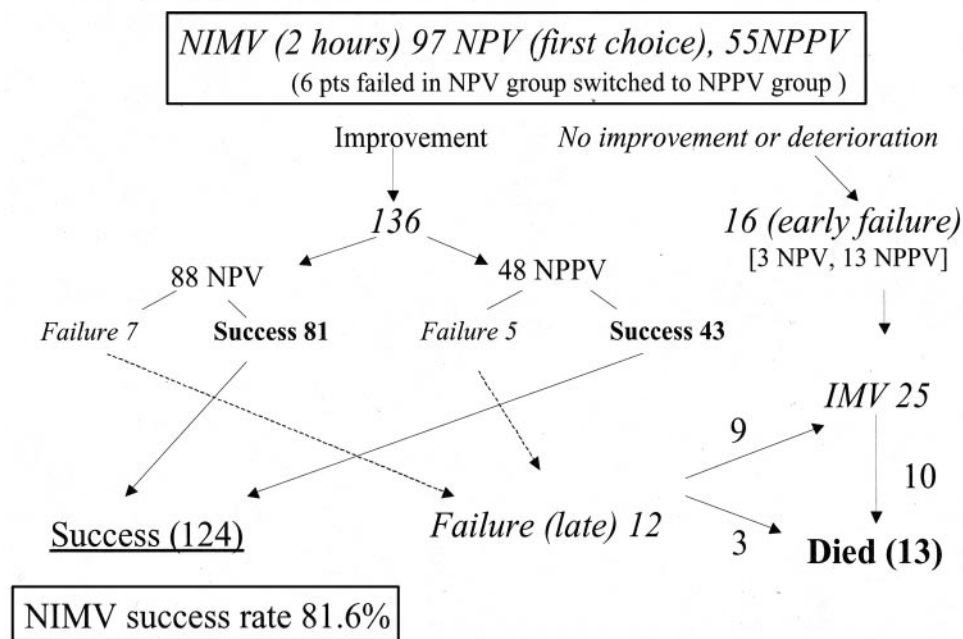 NIMV (2 hours) 97 NPV (first choice), 55NPPV
(6 pts failed in NPV group switched to NPPV group )
Improvement
No improvement or deterioration
136
16 (early failure)
[3 NPV, 13 NPPV]
88 NPV
48 NPPV
Failure 7
Success 81
Failure 5
Success 43
IMV 25
9
10
Success (124)
Failure (late) 12
3
Died (13)
NIMV success rate 81.6%